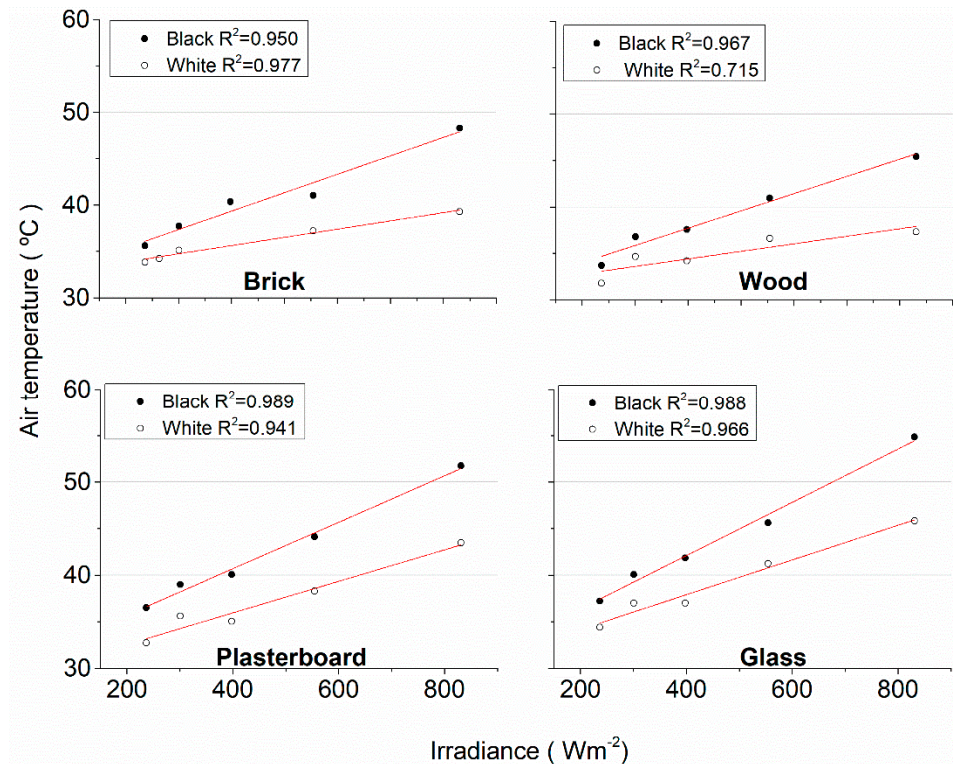 60
Black R²=0.950
White R²=0.977
50
40
30
Brick
Black R²=0.967
White R²=0.715
Wood
Air temperature ( ºC)
60
Black R²=0.989
White R²=0.941
50
40
30
Plasterboard
200 400 600 800
Black R²=0.988
White R²=0.966
Glass
200 400 600 800
Irradiance ( Wm⁻²)